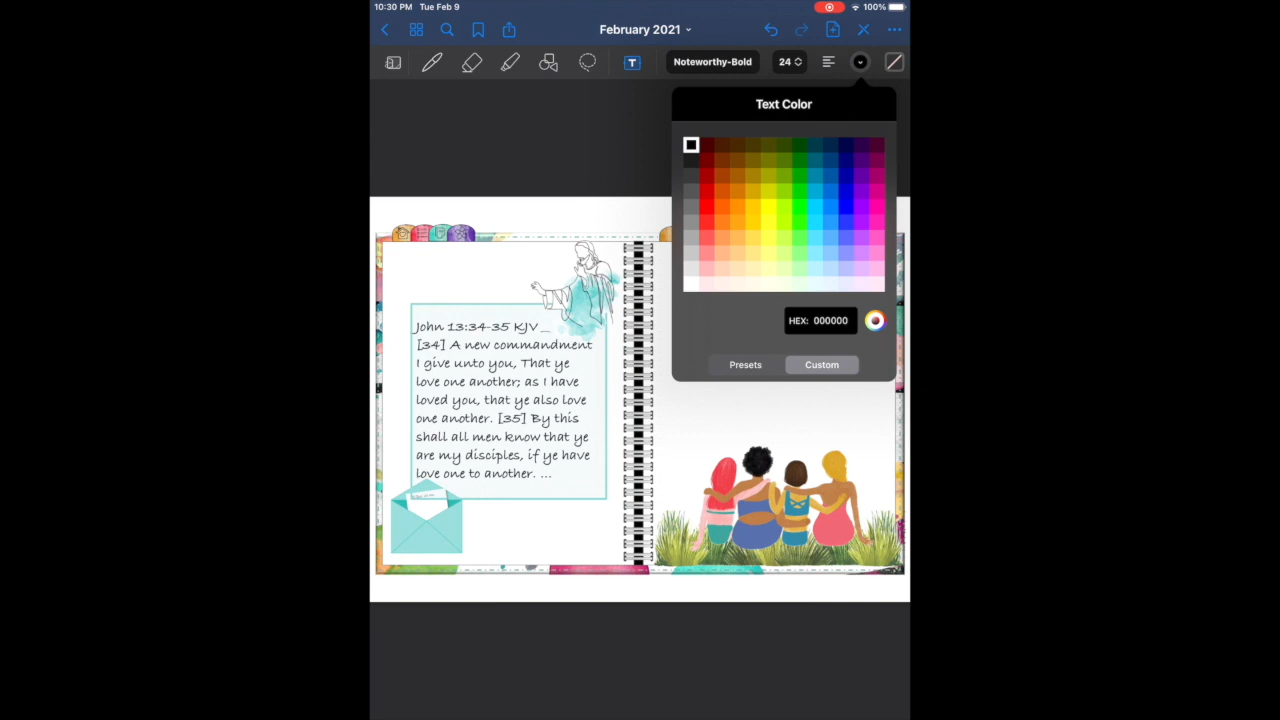 10:30 PM Tue Feb 9
100%
February 2021
T
Noteworthy-Bold
24
Text Color
HEX: 000000
Presets
Custom
John 13:34-35 KJV _
[34] A new commandment
I give unto you, That ye
love one another; as I have
loved you, that ye also love
one another. [35] By this
shall all men know that ye
are my disciples, if ye have
love one to another. ...